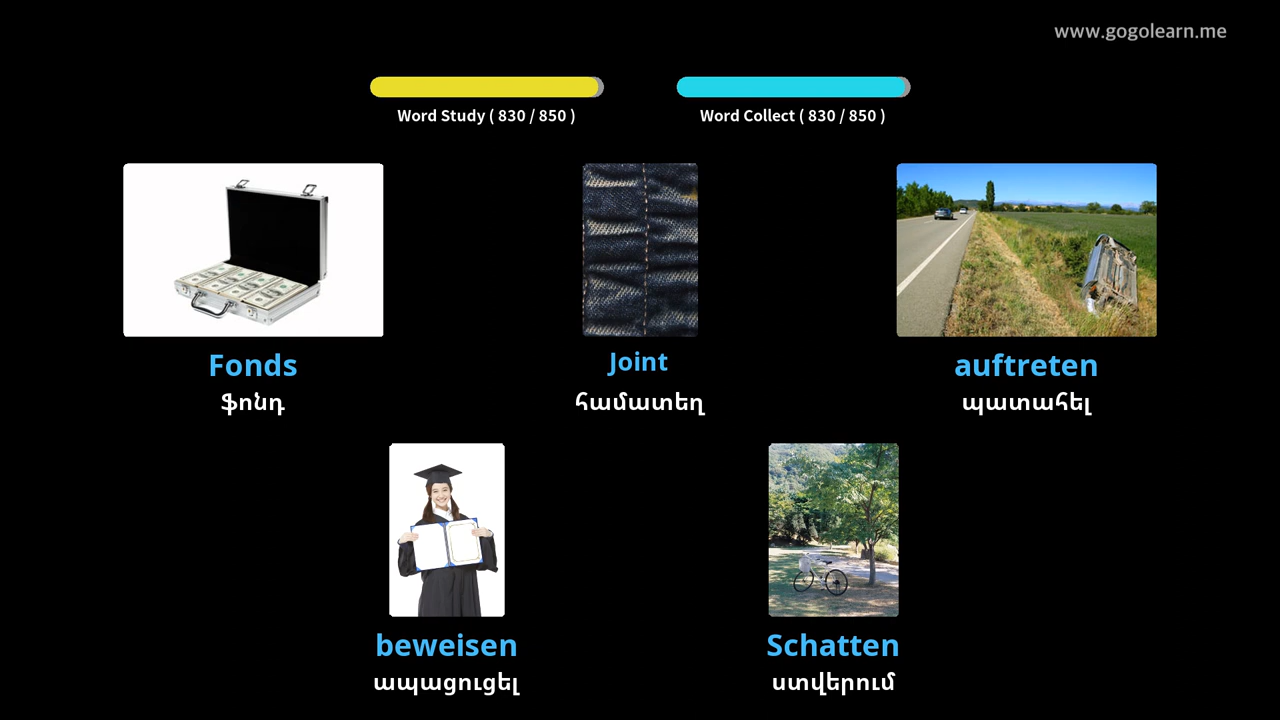 www.gogolearn.me
Word Study ( 830 / 850 )
Word Collect ( 830 / 850 )
Fonds
ֆոնդ
Joint
համատեղ
auftreten
պատահել
beweisen
ապացուցել
Schatten
ստվերում